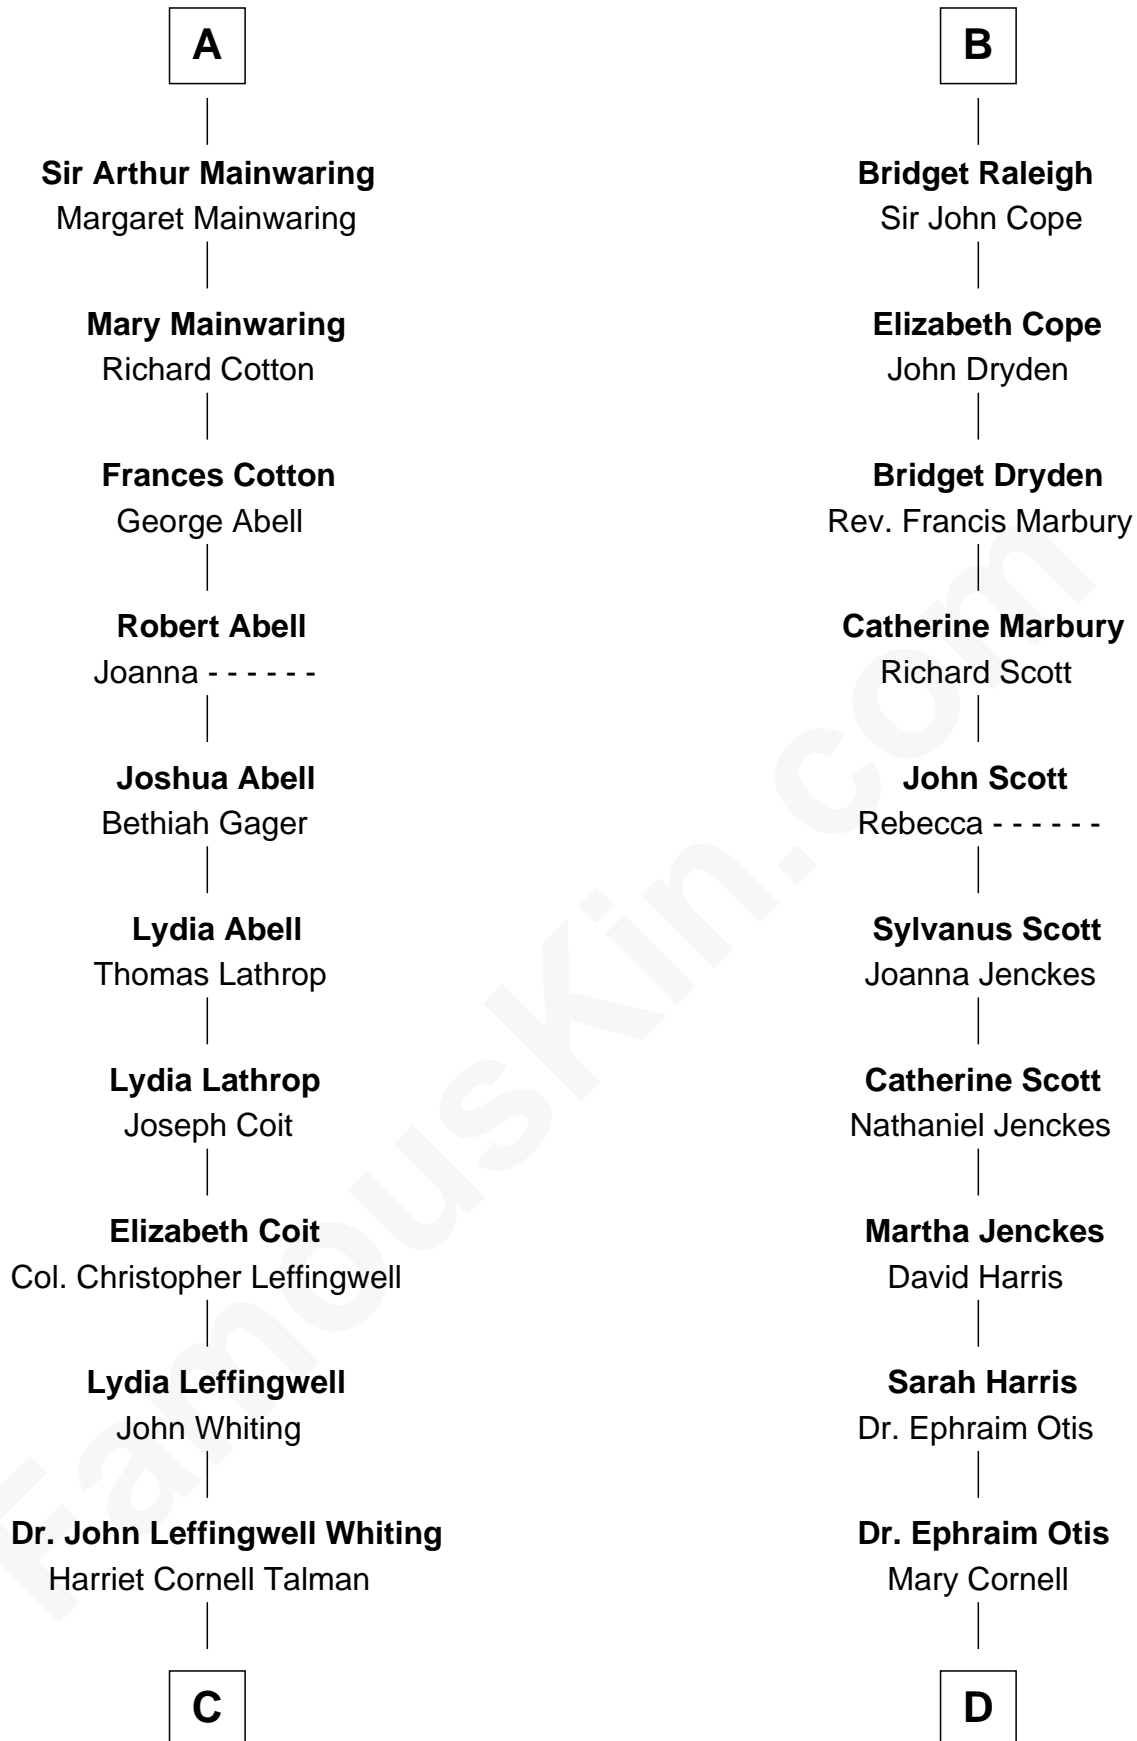 A
Sir Arthur Mainwaring
Margaret Mainwaring
Mary Mainwaring
Richard Cotton
Frances Cotton
George Abell
Robert Abell
Joanna - - - - - -
Joshua Abell
Bethiah Gager
Lydia Abell
Thomas Lathrop
Lydia Lathrop
Joseph Coit
Elizabeth Coit
Col. Christopher Leffingwell
Lydia Leffingwell
John Whiting
Dr. John Leffingwell Whiting
Harriet Cornell Talman
C
B
Bridget Raleigh
Sir John Cope
Elizabeth Cope
John Dryden
Bridget Dryden
Rev. Francis Marbury
Catherine Marbury
Richard Scott
John Scott
Rebecca - - - - - -
Sylvanus Scott
Joanna Jenckes
Catherine Scott
Nathaniel Jenckes
Martha Jenckes
David Harris
Sarah Harris
Dr. Ephraim Otis
Dr. Ephraim Otis
Mary Cornell
D
FamousKin.com